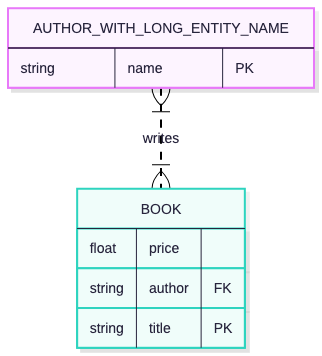 AUTHOR_WITH_LONG_ENTITY_NAME
string name PK
writes
BOOK
float price
string author FK
string title PK